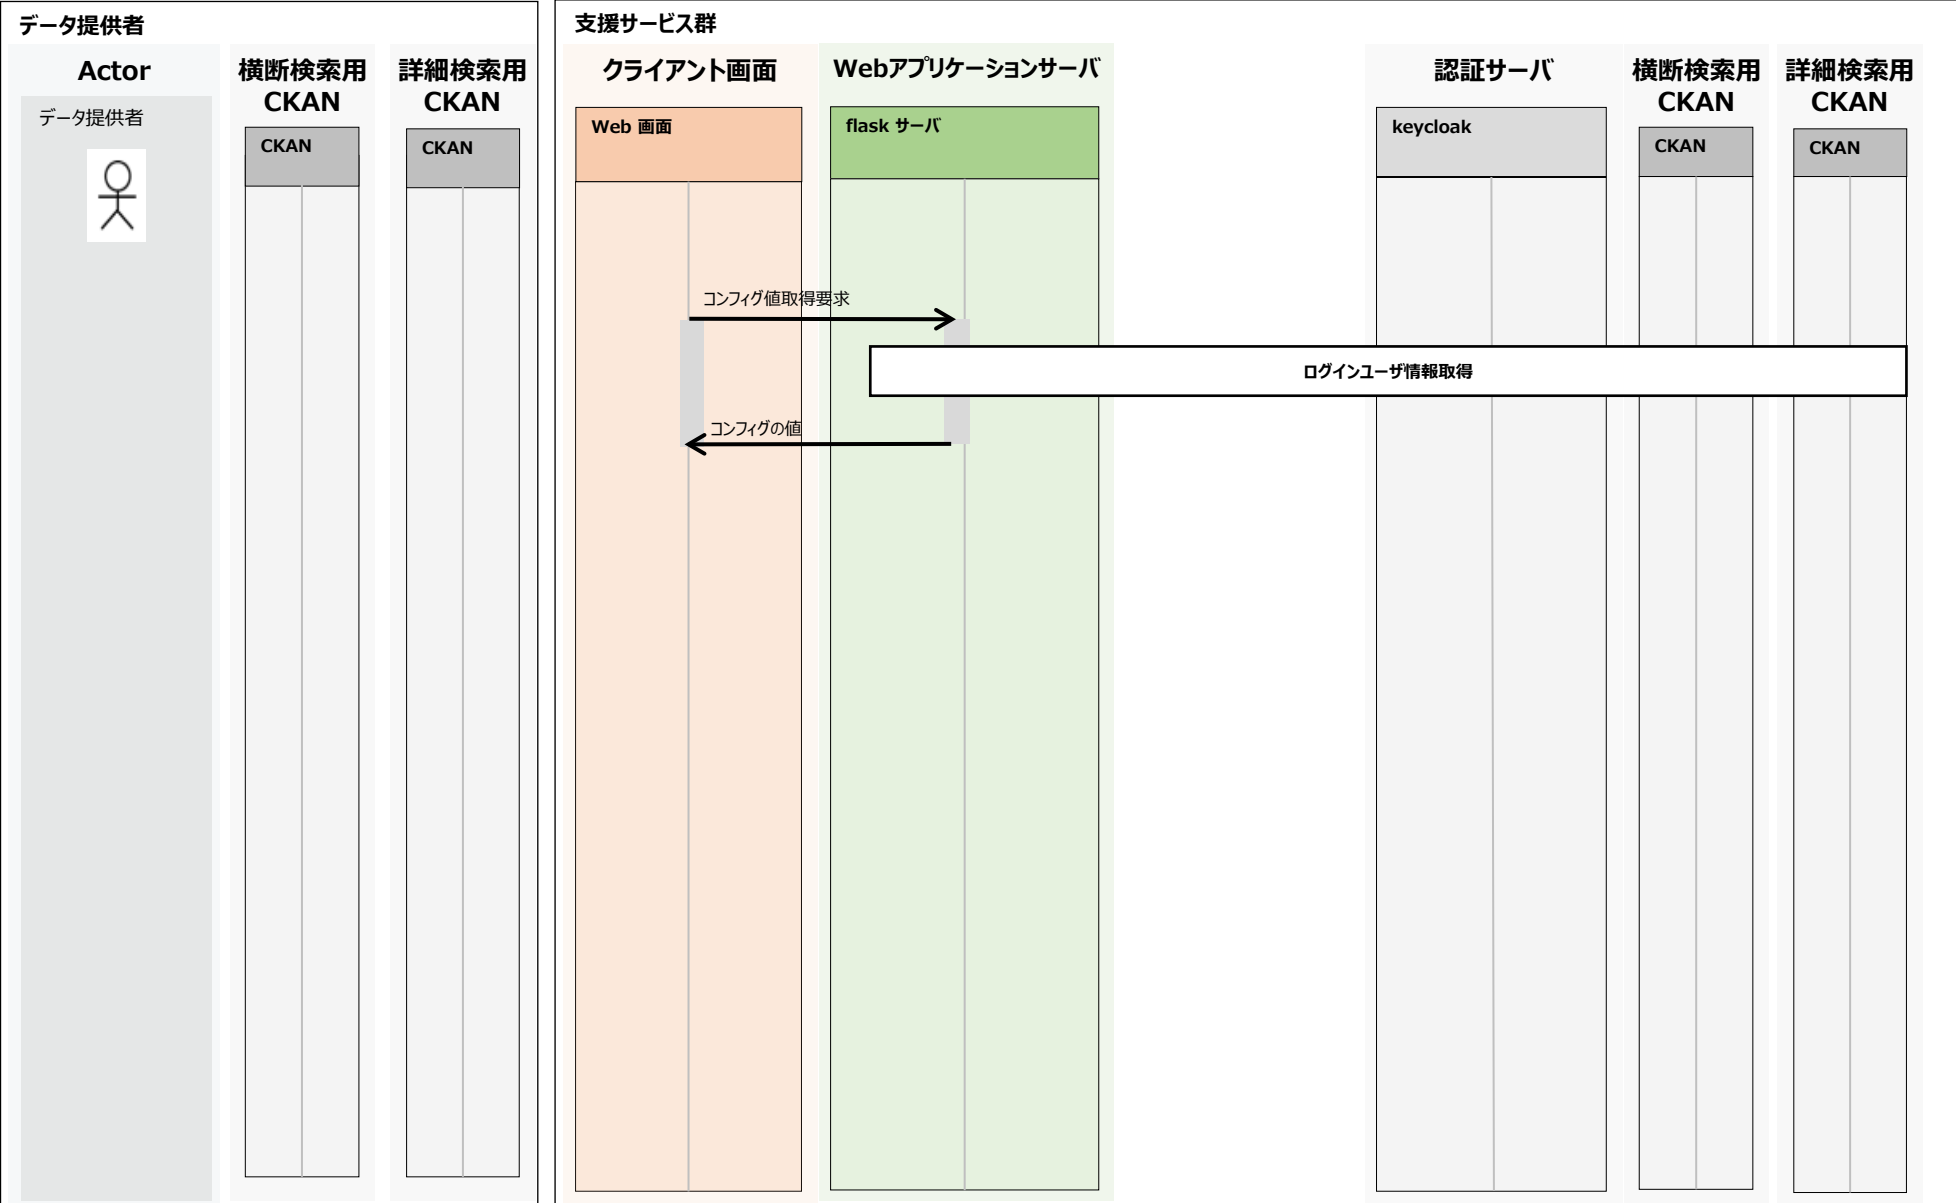 データ提供者
支援サービス群
Actor
横断検索用
CKAN
詳細検索用
CKAN
クライアント画面
Webアプリケーションサーバ
認証サーバ
横断検索用
CKAN
詳細検索用
CKAN
データ提供者
CKAN
CKAN
Web 画面
flask サーバ
keycloak
CKAN
CKAN
コンフィグ値取得要求
ログインユーザ情報取得
コンフィグの値